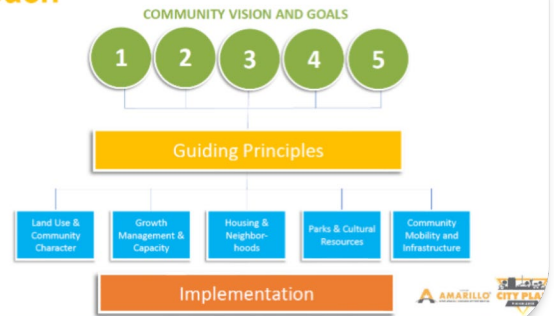 COMMUNITY VISION AND GOALS
1 2 3 4 5
Guiding Principles
Land Use &
Community
Character
Growth
Management &
Capacity
Housing &
Neighbor-
hoods
Parks & Cultural
Resources
Community
Mobility and
Infrastructure
Implementation
AMARILLO
CITY PLA